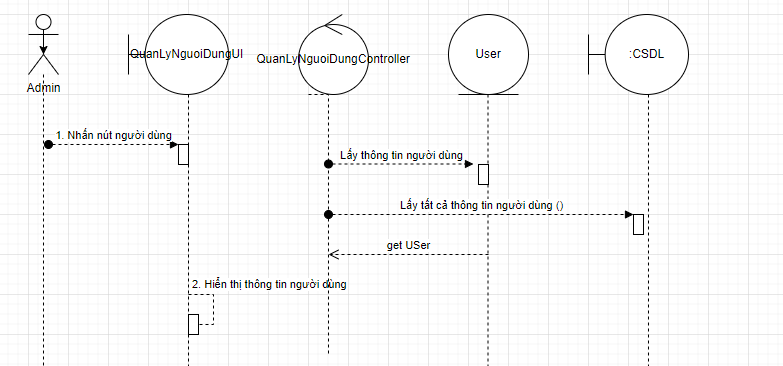 QuanLyNguoiDungUI
QuanLyNguoiDungController
User
:CSDL
Admin
1. Nhấn nút người dùng
Lấy thông tin người dùng
Lấy tất cả thông tin người dùng ()
get USer
2. Hiển thị thông tin người dùng